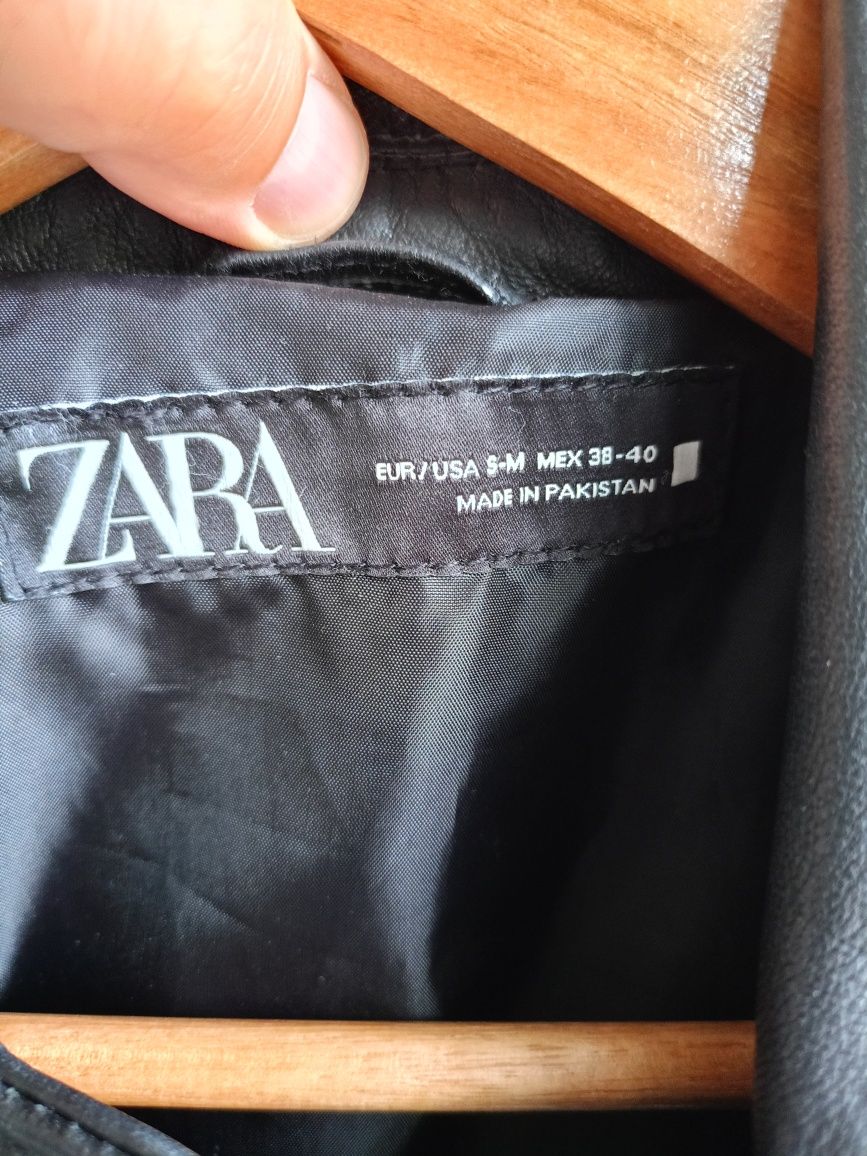 ZARA
EUR/USA S-M MEX 38-40
MADE IN PAKISTAN